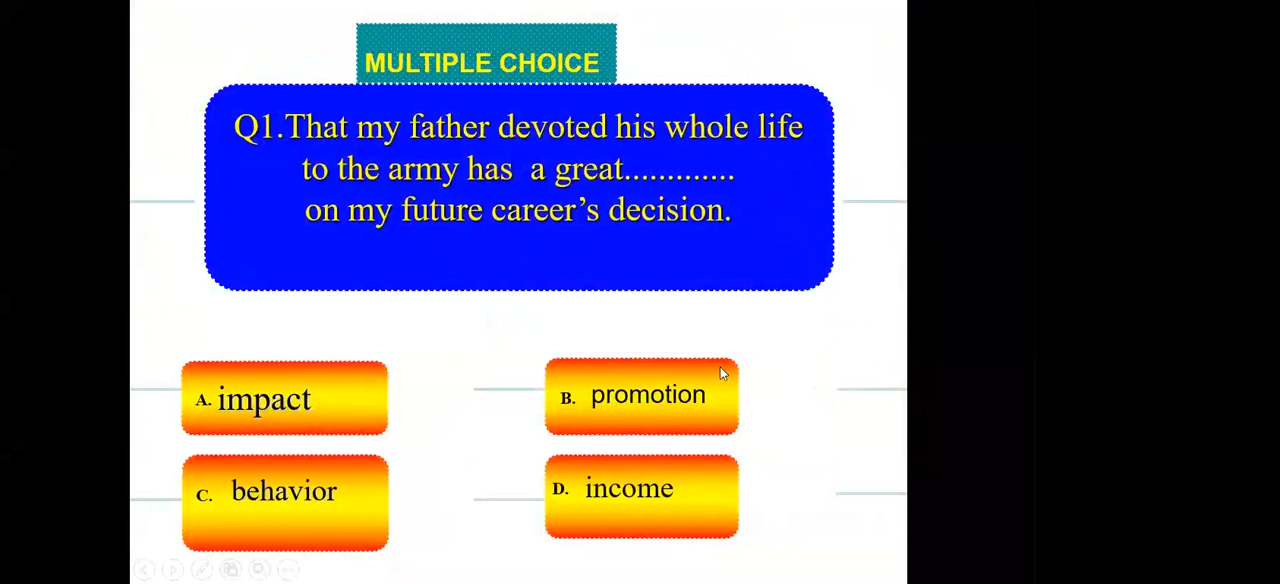 MULTIPLE CHOICE
Q1.That my father devoted his whole life
to the army has a great.............
on my future career’s decision.
A. impact
B. promotion
C. behavior
D. income